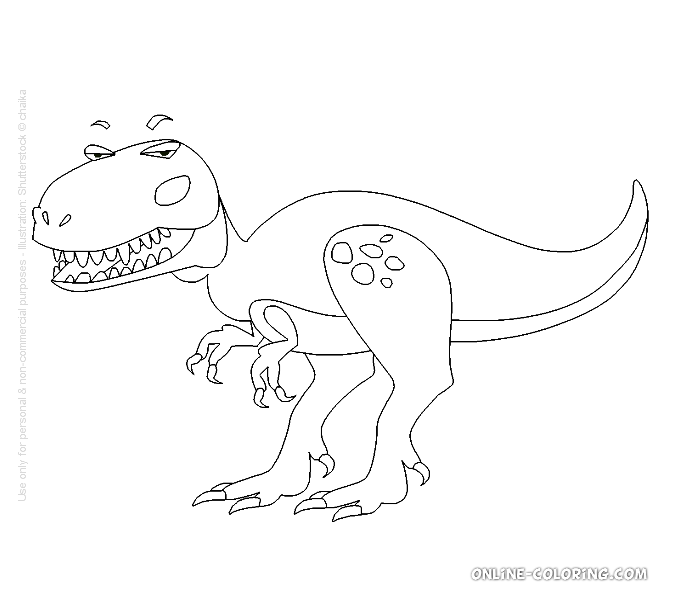 Use only for personal & non-commercial purposes - Illustration: Shutterstock © chaika
ONLINE-COLORING.COM